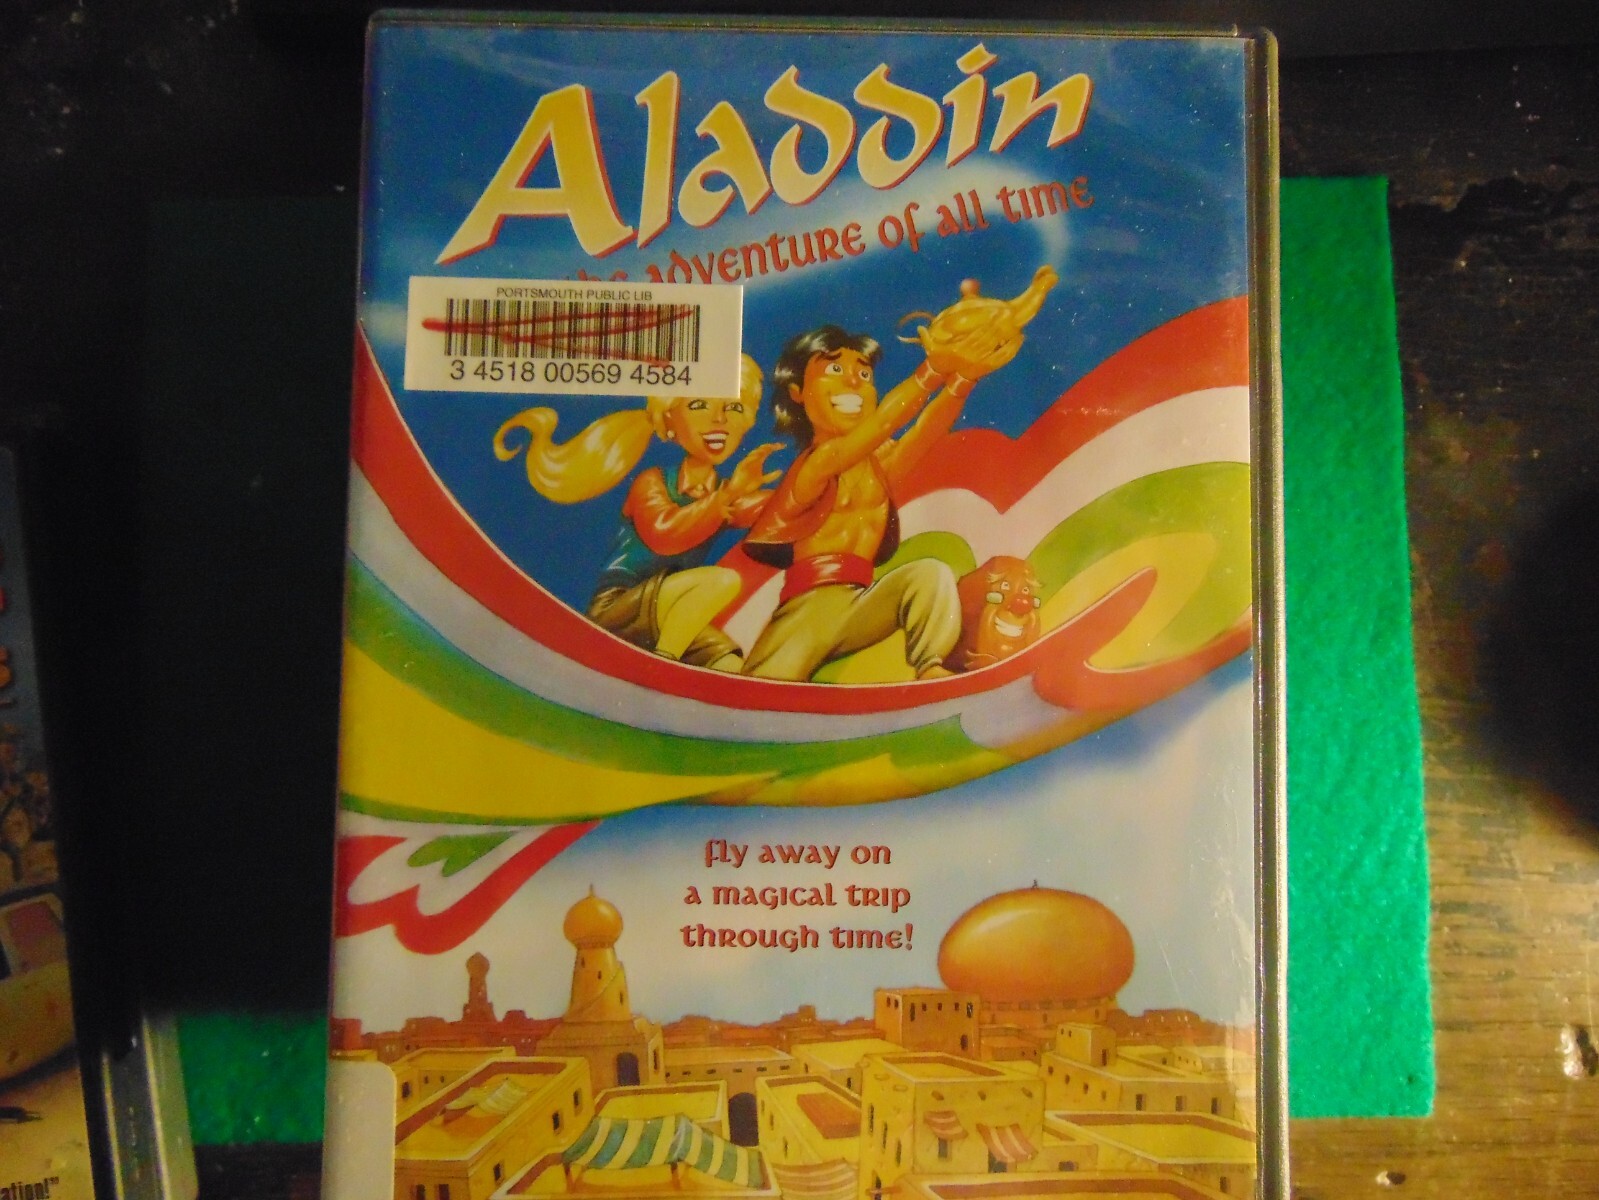 Aladdin
the adventure of all time
PORTSMOUTH PUBLIC LIB
3 4518 00569 4584
fly away on
a magical trip
through time!
ation!"